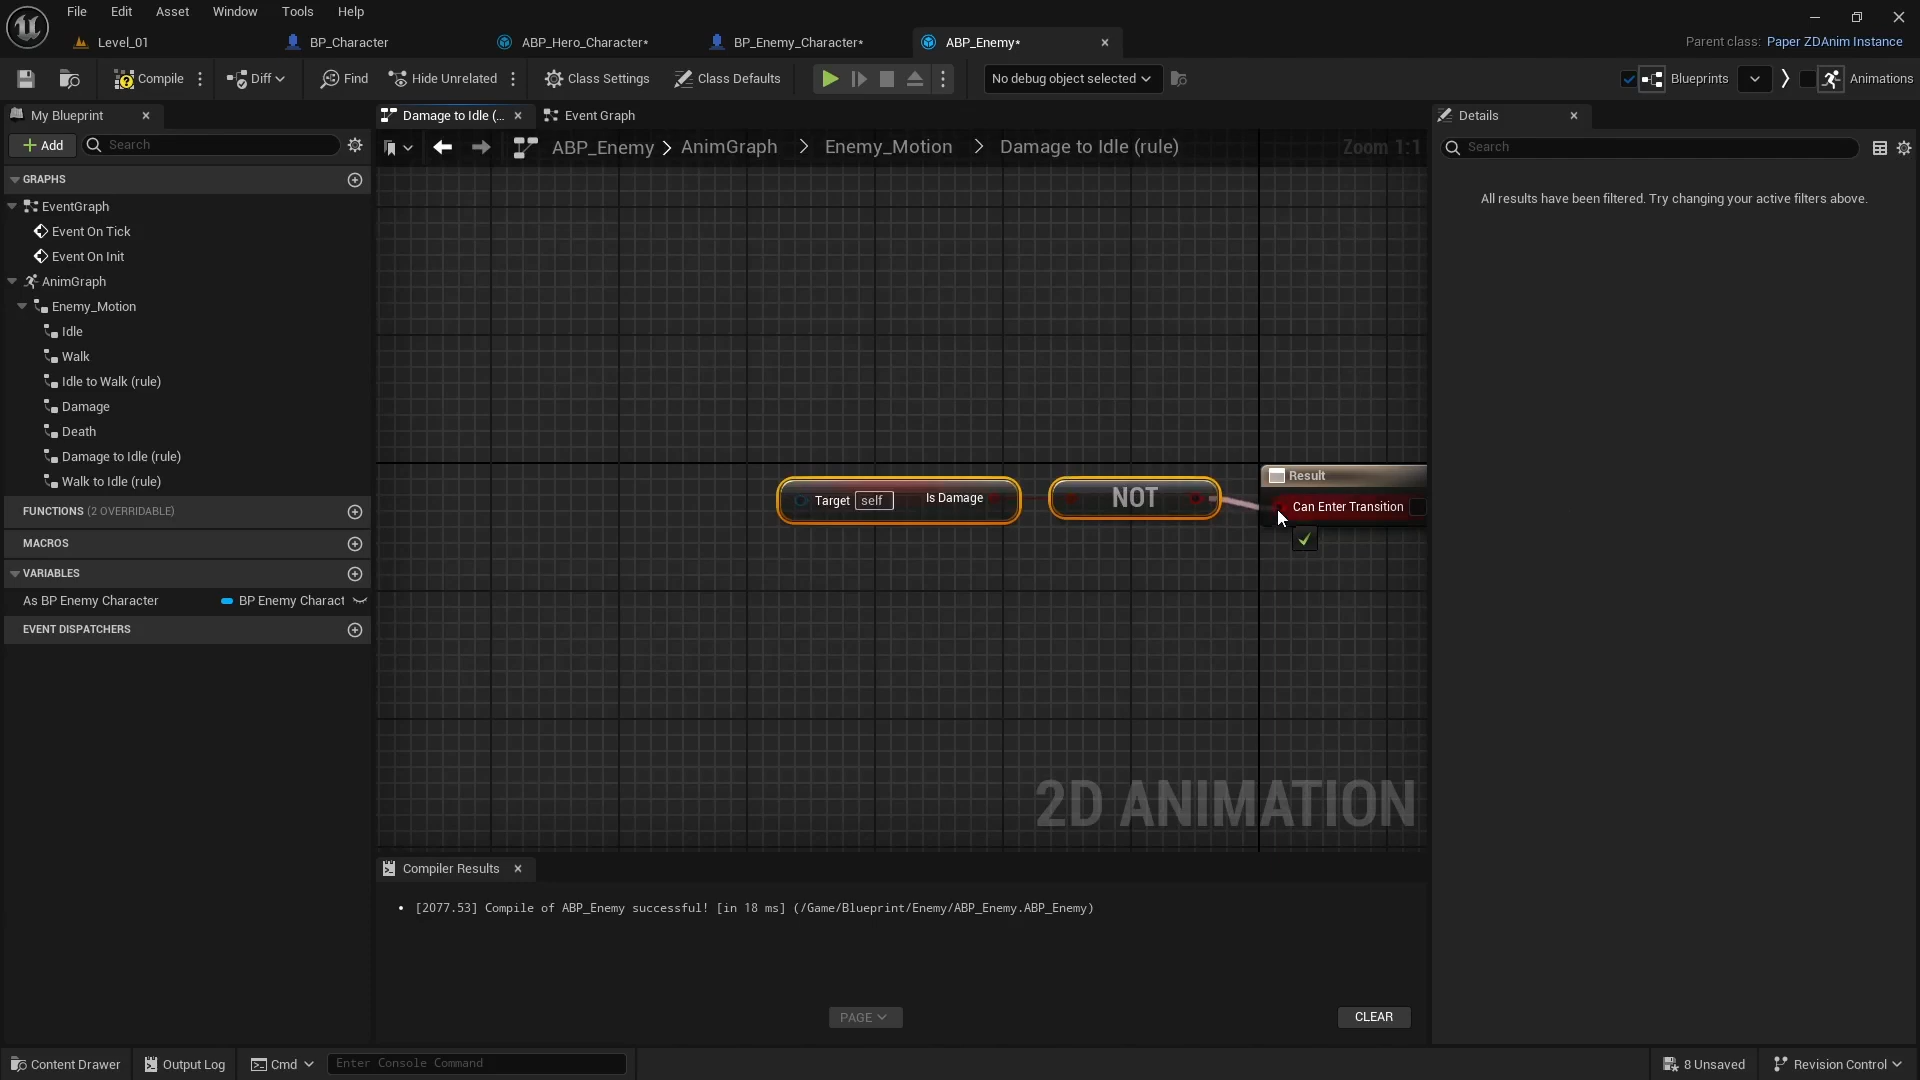 File Edit Asset Window Tools Help
Level_01 BP_Character ABP_Hero_Character* BP_Enemy_Character* ABP_Enemy* Parent class: Paper ZDAnim Instance
Compile Diff Find Hide Unrelated Class Settings Class Defaults No debug object selected Blueprints Animations
My Blueprint
Damage to Idle (... Event Graph
Details
Add Search
ABP_Enemy > AnimGraph > Enemy_Motion > Damage to Idle (rule) Zoom 1:1
Search
All results have been filtered. Try changing your active filters above.
GRAPHS
EventGraph
Event On Tick
Event On Init
AnimGraph
Enemy_Motion
Idle
Walk
Idle to Walk (rule)
Damage
Death
Damage to Idle (rule)
Walk to Idle (rule)
FUNCTIONS (2 OVERRIDABLE)
MACROS
VARIABLES
As BP Enemy Character BP Enemy Charact
EVENT DISPATCHERS
Target self Is Damage
NOT
Result
Can Enter Transition
2D ANIMATION
Compiler Results
• [2077.53] Compile of ABP_Enemy successful! [in 18 ms] (/Game/Blueprint/Enemy/ABP_Enemy.ABP_Enemy)
PAGE CLEAR
Content Drawer Output Log Cmd Enter Console Command 8 Unsaved Revision Control